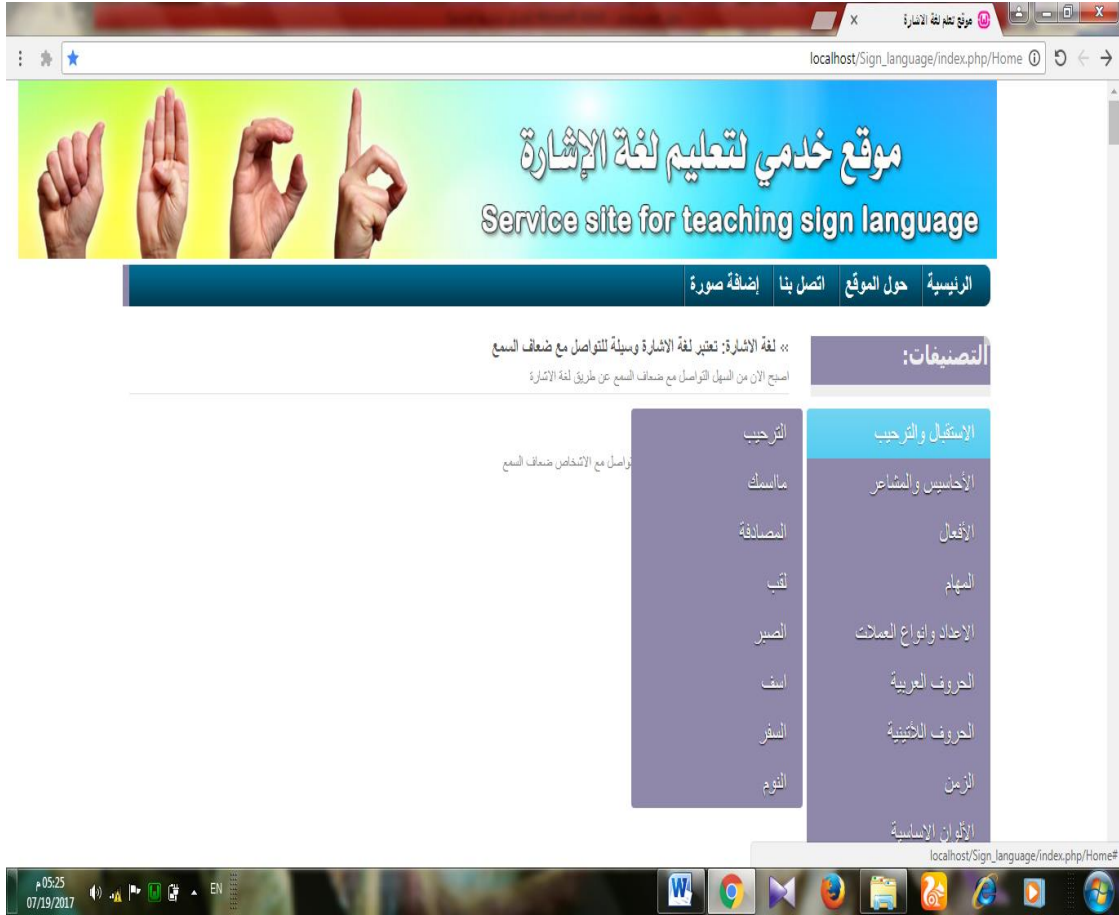 موقع تعلم لغة الاشارة
localhost/Sign_language/index.php/Home
موقع خدمي لتعليم لغة الإشارة
Service site for teaching sign language
الرئيسية
حول الموقع
اتصل بنا
إضافة صورة
التصنيفات:
» لغة الاشارة: تعتبر لغة الاشارة وسيلة للتواصل مع ضعاف السمع
اصبح الان من السهل التواصل مع ضعاف السمع عن طريق لغة الاشارة
الاستقبال والترحيب
الأحاسيس والمشاعر
الأفعال
المهام
الاعداد وانواع العملات
الحروف العربية
الحروف اللأتينية
الزمن
الألوان الاساسية
الترحيب
مااسمك
المصادفة
لقب
الصبر
اسف
السفر
النوم
تواصل مع الاشخاص ضعاف السمع
localhost/Sign_language/index.php/Home#
EN
05:25 م
07/19/2017